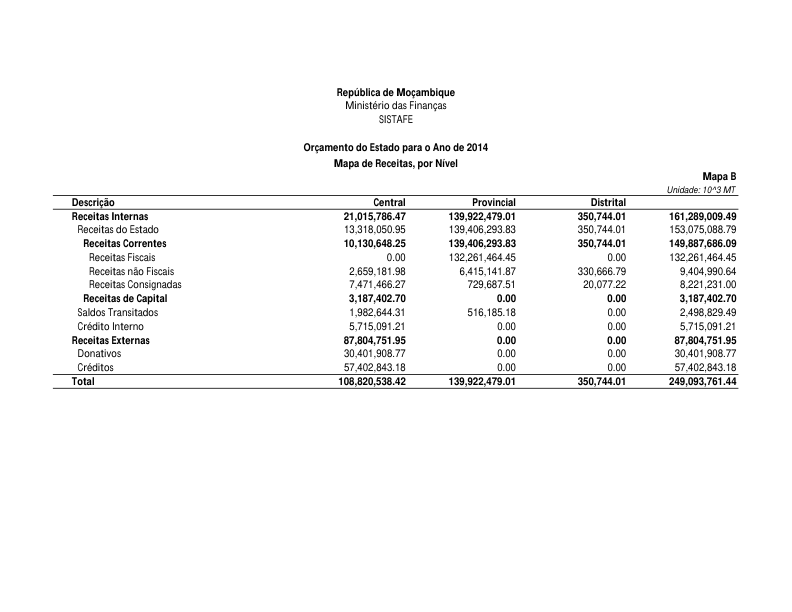 República de Moçambique
Ministério das Finanças
SISTAFE
Orçamento do Estado para o Ano de 2014
Mapa de Receitas, por Nível
Mapa B
Unidade: 10^3 MT
Descrição Central Provincial Distrital
Receitas Internas 21,015,786.47 139,922,479.01 350,744.01 161,289,009.49
Receitas do Estado 13,318,050.95 139,406,293.83 350,744.01 153,075,088.79
Receitas Correntes 10,130,648.25 139,406,293.83 350,744.01 149,887,686.09
Receitas Fiscais 0.00 132,261,464.45 0.00 132,261,464.45
Receitas não Fiscais 2,659,181.98 6,415,141.87 330,666.79 9,404,990.64
Receitas Consignadas 7,471,466.27 729,687.51 20,077.22 8,221,231.00
Receitas de Capital 3,187,402.70 0.00 0.00 3,187,402.70
Saldos Transitados 1,982,644.31 516,185.18 0.00 2,498,829.49
Crédito Interno 5,715,091.21 0.00 0.00 5,715,091.21
Receitas Externas 87,804,751.95 0.00 0.00 87,804,751.95
Donativos 30,401,908.77 0.00 0.00 30,401,908.77
Créditos 57,402,843.18 0.00 0.00 57,402,843.18
Total 108,820,538.42 139,922,479.01 350,744.01 249,093,761.44